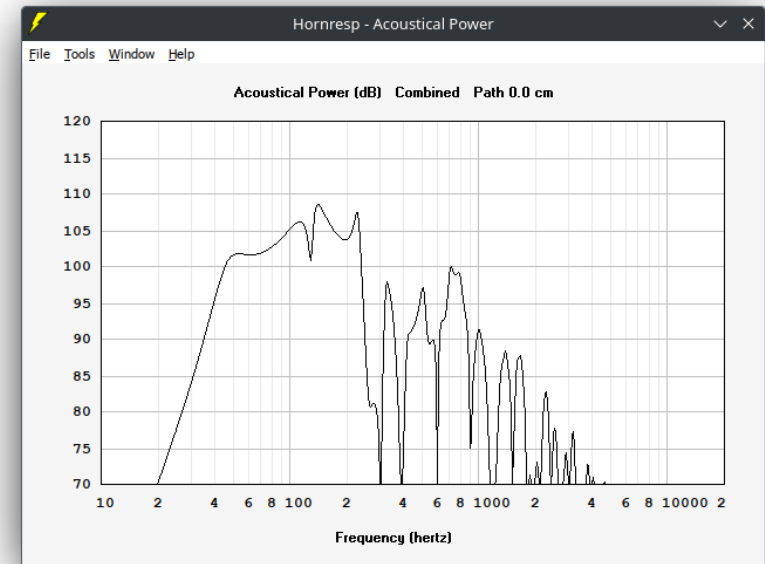 Hornresp - Acoustical Power
File Tools Window Help
Acoustical Power (dB) Combined Path 0.0 cm
120
115
110
105
100
95
90
85
80
75
70
10 2 4 6 8 100 2 4 6 8 1000 2 4 6 8 10000 2
Frequency (hertz)